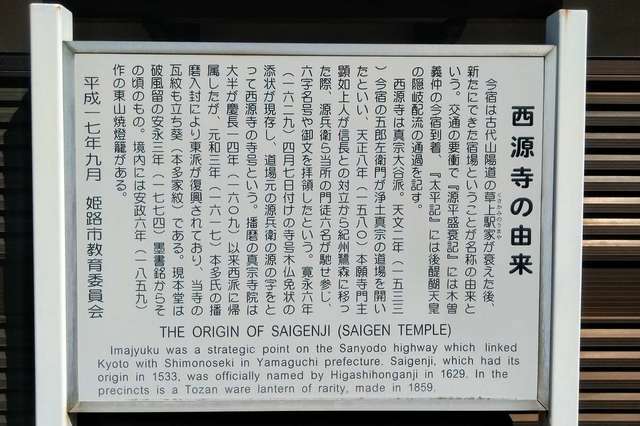 西源寺の由来
今宿は古代山陽道の草上駅家が衰えた後、
くさかみのうまや
新たにできた宿場ということが名称の由来と
いう。交通の要衝で『源平盛衰記』には木曽
義仲の今宿到着、『太平記』には後醍醐天皇
の隠岐配流の通過を記す。
西源寺は真宗大谷派。天文二年（一五三三
）今宿の五郎左衛門が浄土真宗の道場を開い
たといい、天正八年（一五八〇）本願寺門主
顕如上人が信長との対立から紀州鷺森に移っ
た際、源兵衛ら当所の門徒六名が馳せ参じ、
六字名号や御文を拝領したという。寛永六年
（一六二九）四月七日付けの寺号木仏免状の
添状が現存し、道場元の源兵衛の源の字をと
って西源寺の寺号という。播磨の真宗寺院は
大半が慶長一四年（一六〇九）以来西派に帰
属したが、元和三年（一六一七）本多氏の播
磨入封により東派が復興されており、当寺の
瓦紋も立ち葵（本多家紋）である。現本堂は
破風留の安永三年（一七七四）墨書銘からそ
の頃のもの。境内には安政六年（一八五九）
作の東山焼燈籠がある。
平成一七年九月　姫路市教育委員会
THE ORIGIN OF SAIGENJI (SAIGEN TEMPLE)
Imajyuku was a strategic point on the Sanyodo highway which linked
Kyoto with Shimonoseki in Yamaguchi prefecture. Saigenji, which had its
origin in 1533, was officially named by Higashihonganji in 1629. In the
precincts is a Tozan ware lantern of rarity, made in 1859.